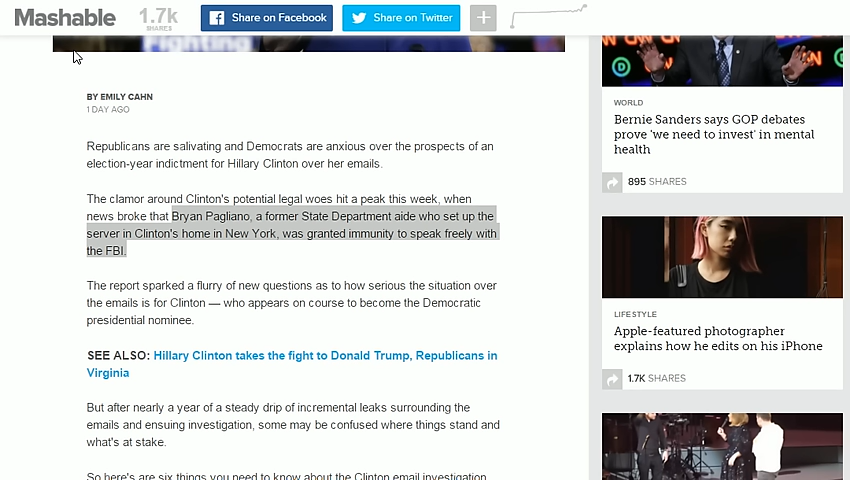 Mashable
1.7k
SHARES
Share on Facebook
Share on Twitter
+
Fighting
BY EMILY CAHN
1 DAY AGO
Republicans are salivating and Democrats are anxious over the prospects of an
election-year indictment for Hillary Clinton over her emails.
The clamor around Clinton's potential legal woes hit a peak this week, when
news broke that Bryan Pagliano, a former State Department aide who set up the
server in Clinton's home in New York, was granted immunity to speak freely with
the FBI.
The report sparked a flurry of new questions as to how serious the situation over
the emails is for Clinton — who appears on course to become the Democratic
presidential nominee.
SEE ALSO: Hillary Clinton takes the fight to Donald Trump, Republicans in
Virginia
But after nearly a year of a steady drip of incremental leaks surrounding the
emails and ensuing investigation, some may be confused where things stand and
what's at stake.
So here's are six things you need to know about the Clinton email investigation
WORLD
Bernie Sanders says GOP debates
prove 'we need to invest' in mental
health
895 SHARES
LIFESTYLE
Apple-featured photographer
explains how he edits on his iPhone
1.7K SHARES